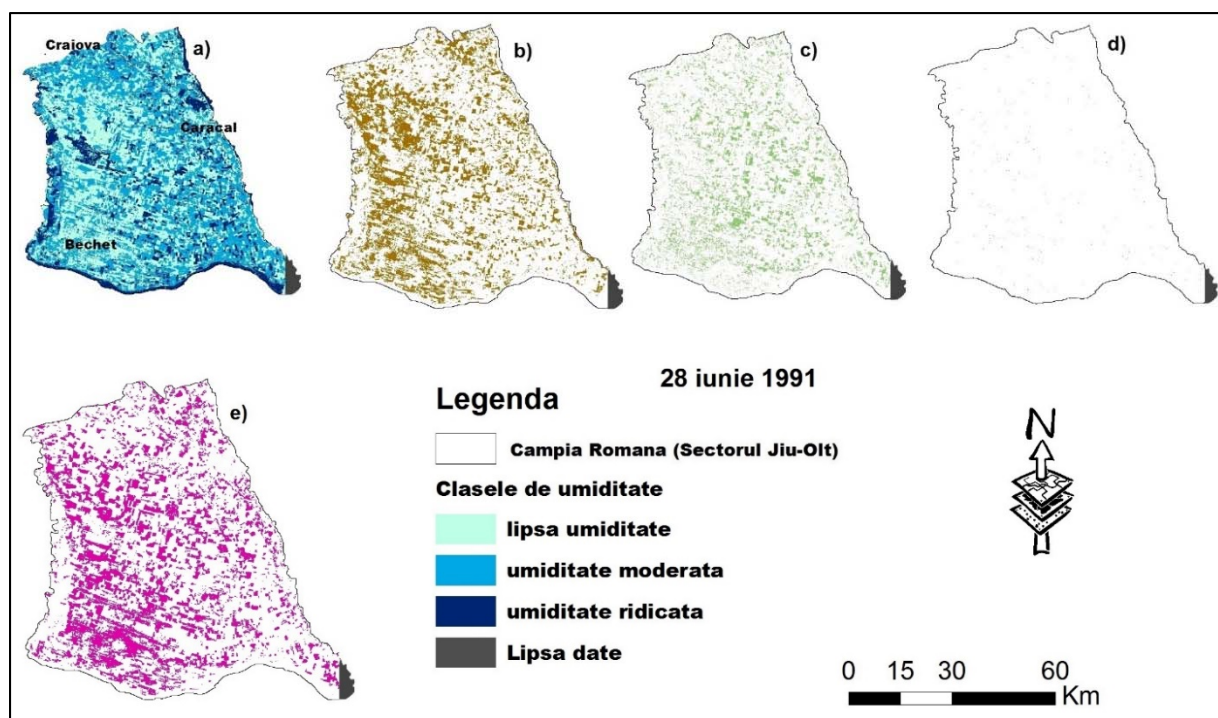 Craiova
a)
b)
c)
d)
Caracal
Bechet
e)
28 iunie 1991
Legenda
Campia Romana (Sectorul Jiu-Olt)
Clasele de umiditate
lipsa umiditate
umiditate moderata
umiditate ridicata
Lipsa date
N
0 15 30 60
Km